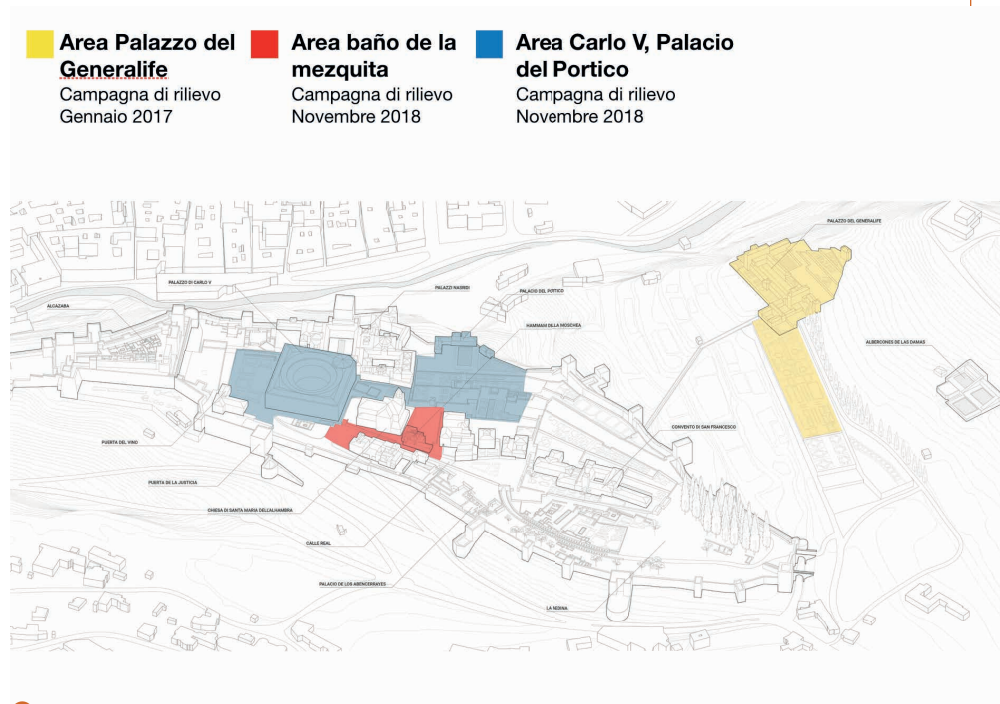 Area Palazzo del
Generalife
Campagna di rilievo
Gennaio 2017
Area baño de la
mezquita
Campagna di rilievo
Novembre 2018
Area Carlo V, Palacio
del Portico
Campagna di rilievo
Novembre 2018
PALAZZO DEL GENERALIFE
PALAZZO DI CARLO V
PALAZZI NASRIDI
PALACIO DEL PORTICO
ALCAZABA
HAMMAM DELLA MOSCHEA
ALBERCONES DE LAS DAMAS
CONVENTO DI SAN FRANCESCO
PUERTA DEL VINO
PUERTA DE LA JUSTICIA
CHIESA DI SANTA MARIA DELL'ALHAMBRA
CALLE REAL
PALACIO DE LOS ABENCERRAYES
LA MEDINA